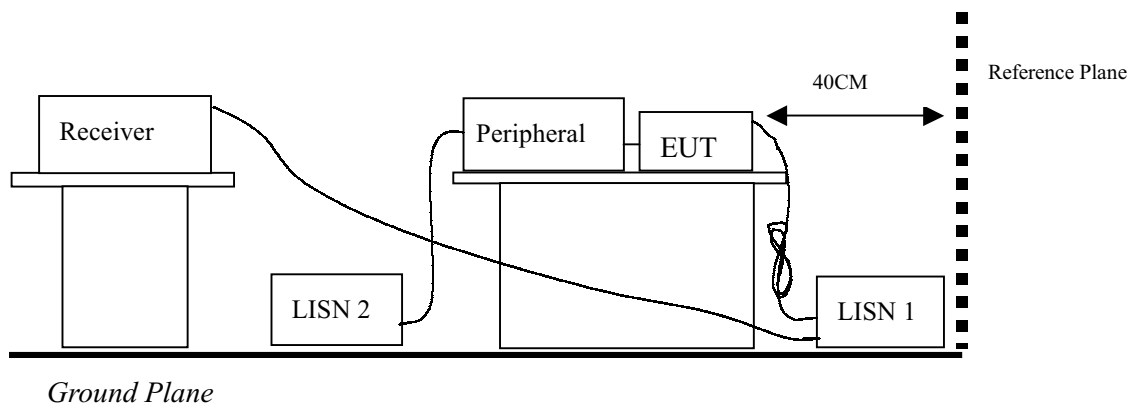 40CM
Reference Plane
Receiver
Peripheral
EUT
LISN 2
LISN 1
Ground Plane